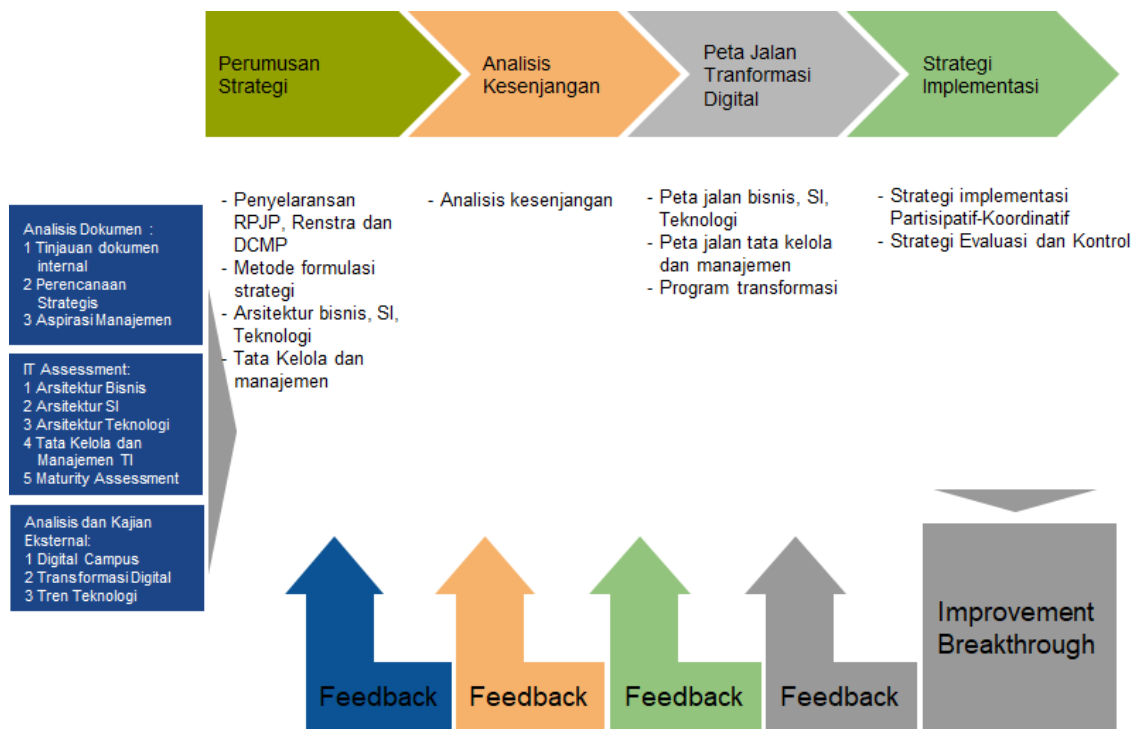 Perumusan
Strategi
Analisis
Kesenjangan
Peta Jalan
Tranformasi
Digital
Strategi
Implementasi
Analisis Dokumen :
1 Tinjauan dokumen
internal
2 Perencanaan
Strategis
3 Aspirasi Manajemen
IT Assessment:
1 Arsitektur Bisnis
2 Arsitektur SI
3 Arsitektur Teknologi
4 Tata Kelola dan
Manajemen TI
5 Maturity Assessment
Analisis dan Kajian
Eksternal:
1 Digital Campus
2 Transformasi Digital
3 Tren Teknologi
- Penyelaransan
RPJP, Renstra dan
DCMP
- Metode formulasi
strategi
- Arsitektur bisnis, SI,
Teknologi
- Tata Kelola dan
manajemen
- Analisis kesenjangan
- Peta jalan bisnis, SI,
Teknologi
- Peta jalan tata kelola
dan manajemen
- Program transformasi
- Strategi implementasi
Partisipatif-Koordinatif
- Strategi Evaluasi dan Kontrol
Feedback
Feedback
Feedback
Feedback
Improvement
Breakthrough